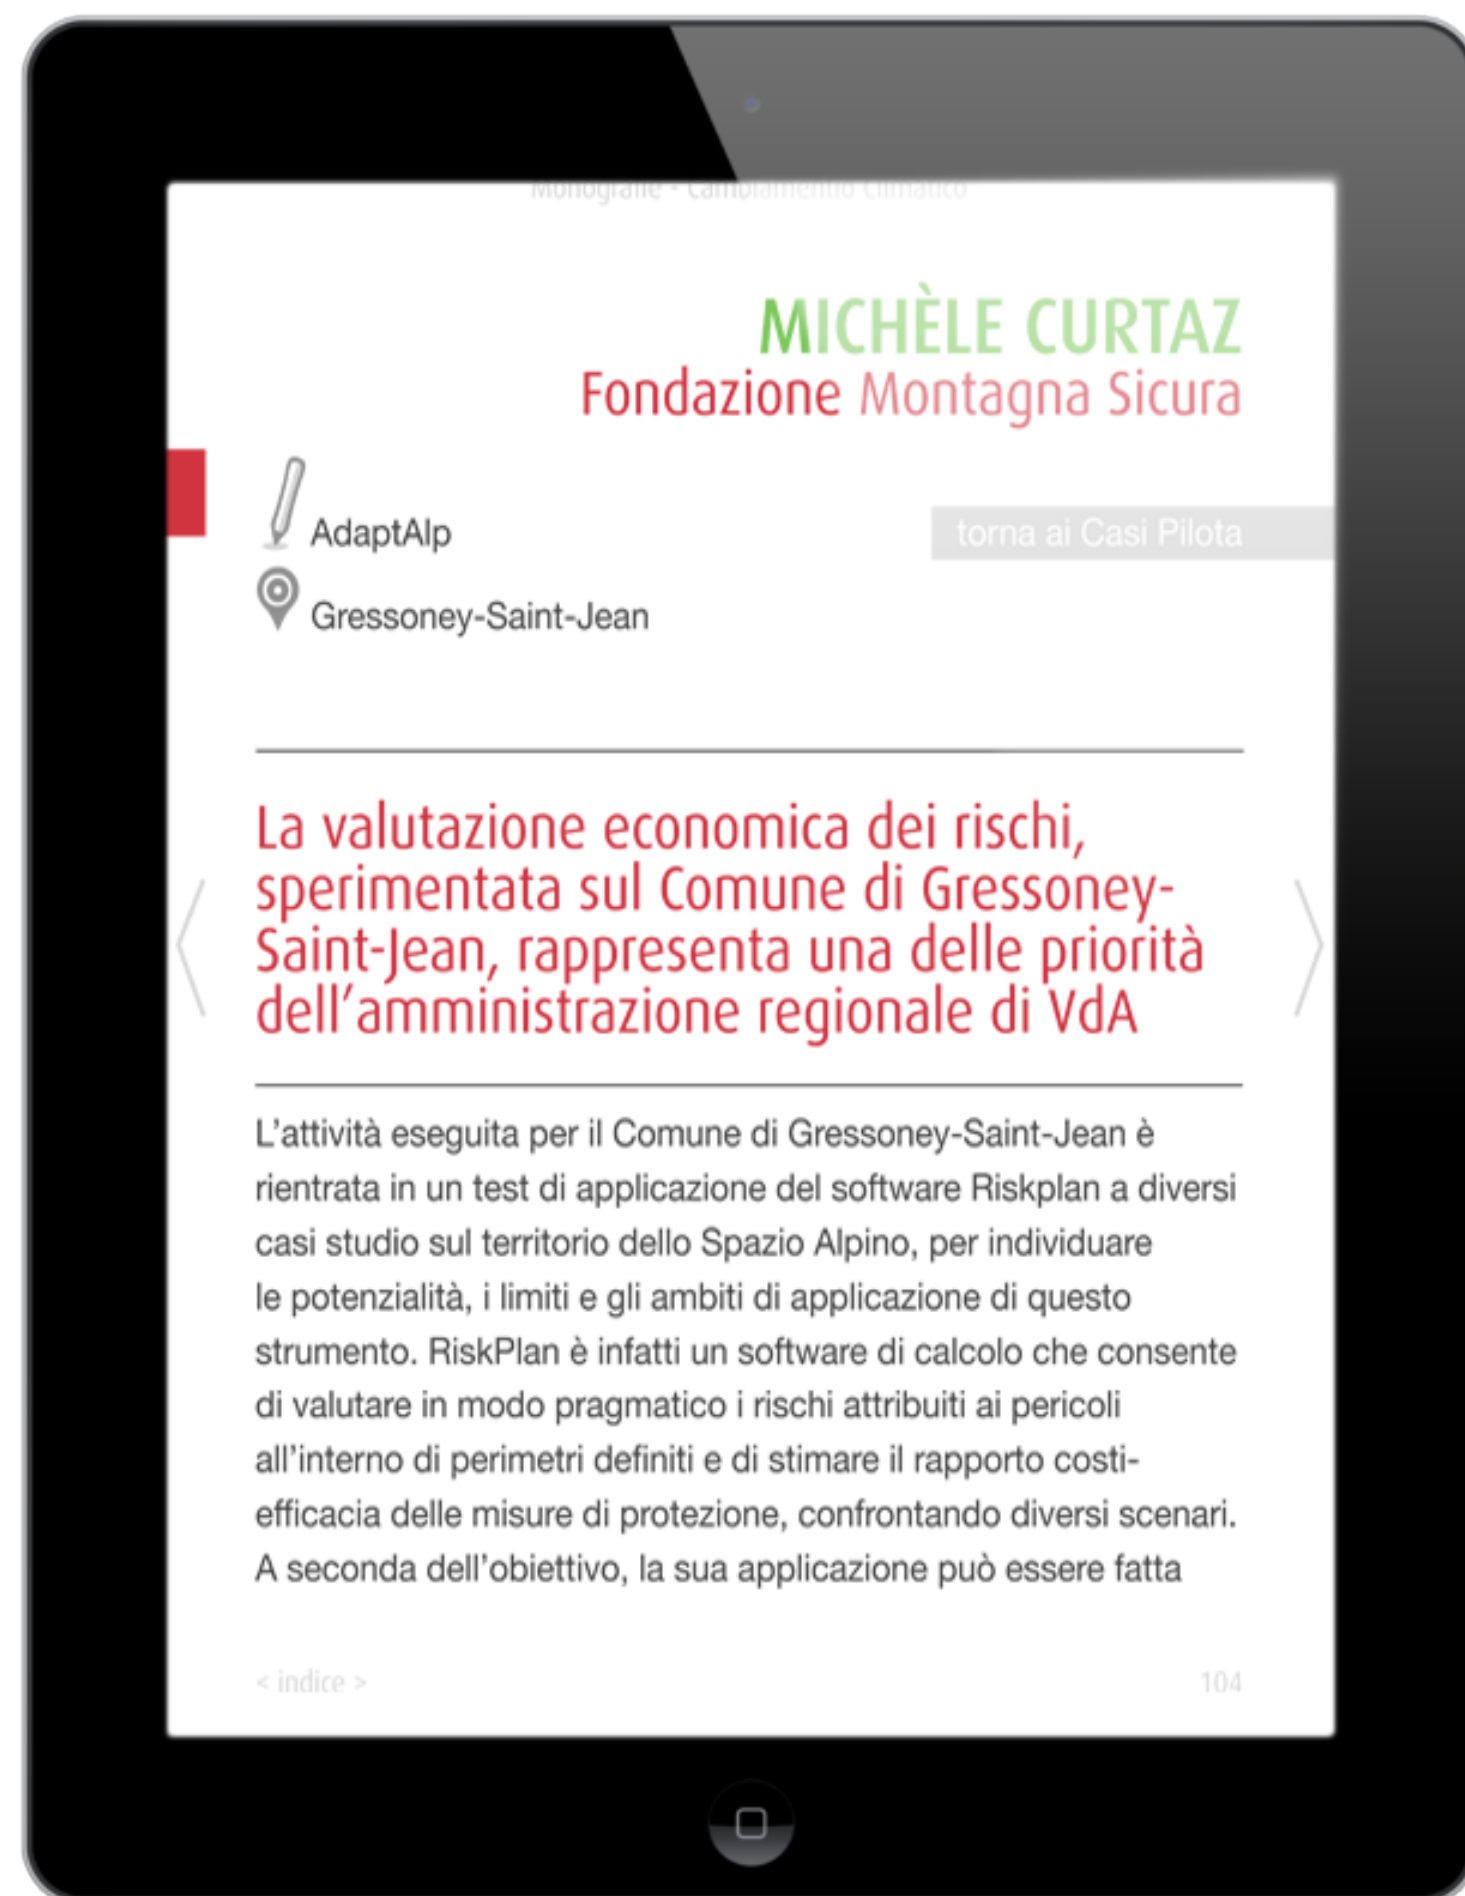 Monografie - Cambiamentio Climatico
MICHÈLE CURTAZ
Fondazione Montagna Sicura
AdaptAlp
torna ai Casi Pilota
Gressoney-Saint-Jean
La valutazione economica dei rischi,
sperimentata sul Comune di Gressoney-
Saint-Jean, rappresenta una delle priorità
dell'amministrazione regionale di VdA
L'attività eseguita per il Comune di Gressoney-Saint-Jean è
rientrata in un test di applicazione del software Riskplan a diversi
casi studio sul territorio dello Spazio Alpino, per individuare
le potenzialità, i limiti e gli ambiti di applicazione di questo
strumento. RiskPlan è infatti un software di calcolo che consente
di valutare in modo pragmatico i rischi attribuiti ai pericoli
all'interno di perimetri definiti e di stimare il rapporto costi-
efficacia delle misure di protezione, confrontando diversi scenari.
A seconda dell'obiettivo, la sua applicazione può essere fatta
< indice >
104